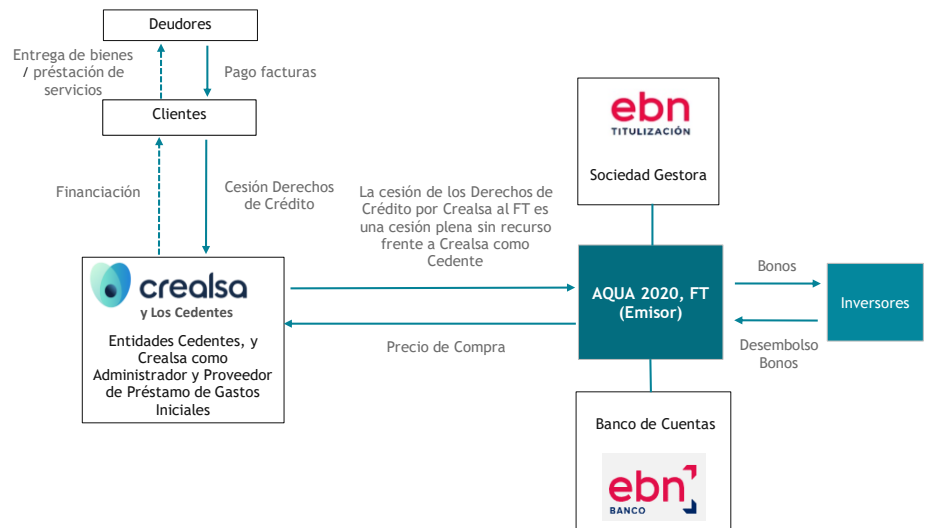 Deudores
Entrega de bienes
/ préstación de
servicios
Pago facturas
Clientes
Financiación
Cesión Derechos
de Crédito
La cesión de los Derechos de
Crédito por Crealsa al FT es
una cesión plena sin recurso
frente a Crealsa como
Cedente
ebn
TITULIZACIÓN
Sociedad Gestora
crealsa
y Los Cedentes
Entidades Cedentes, y
Crealsa como
Administrador y Proveedor
de Préstamo de Gastos
Iniciales
Precio de Compra
AQUA 2020, FT
(Emisor)
Bonos
Desembolso
Bonos
Inversores
Banco de Cuentas
ebn
BANCO